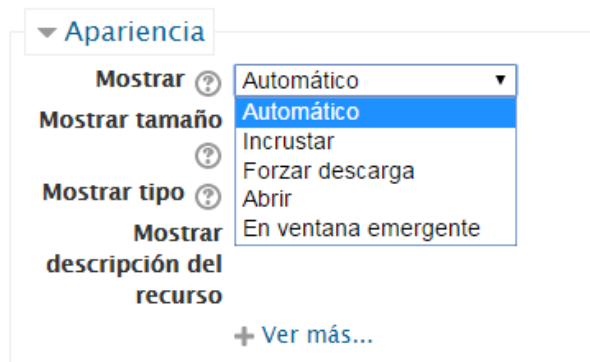 Apariencia
Mostrar ? Automático
Automático
Mostrar tamaño
?
Incrustar
Forzar descarga
Mostrar tipo ? Abrir
En ventana emergente
Mostrar
descripción del
recurso
Ver más...